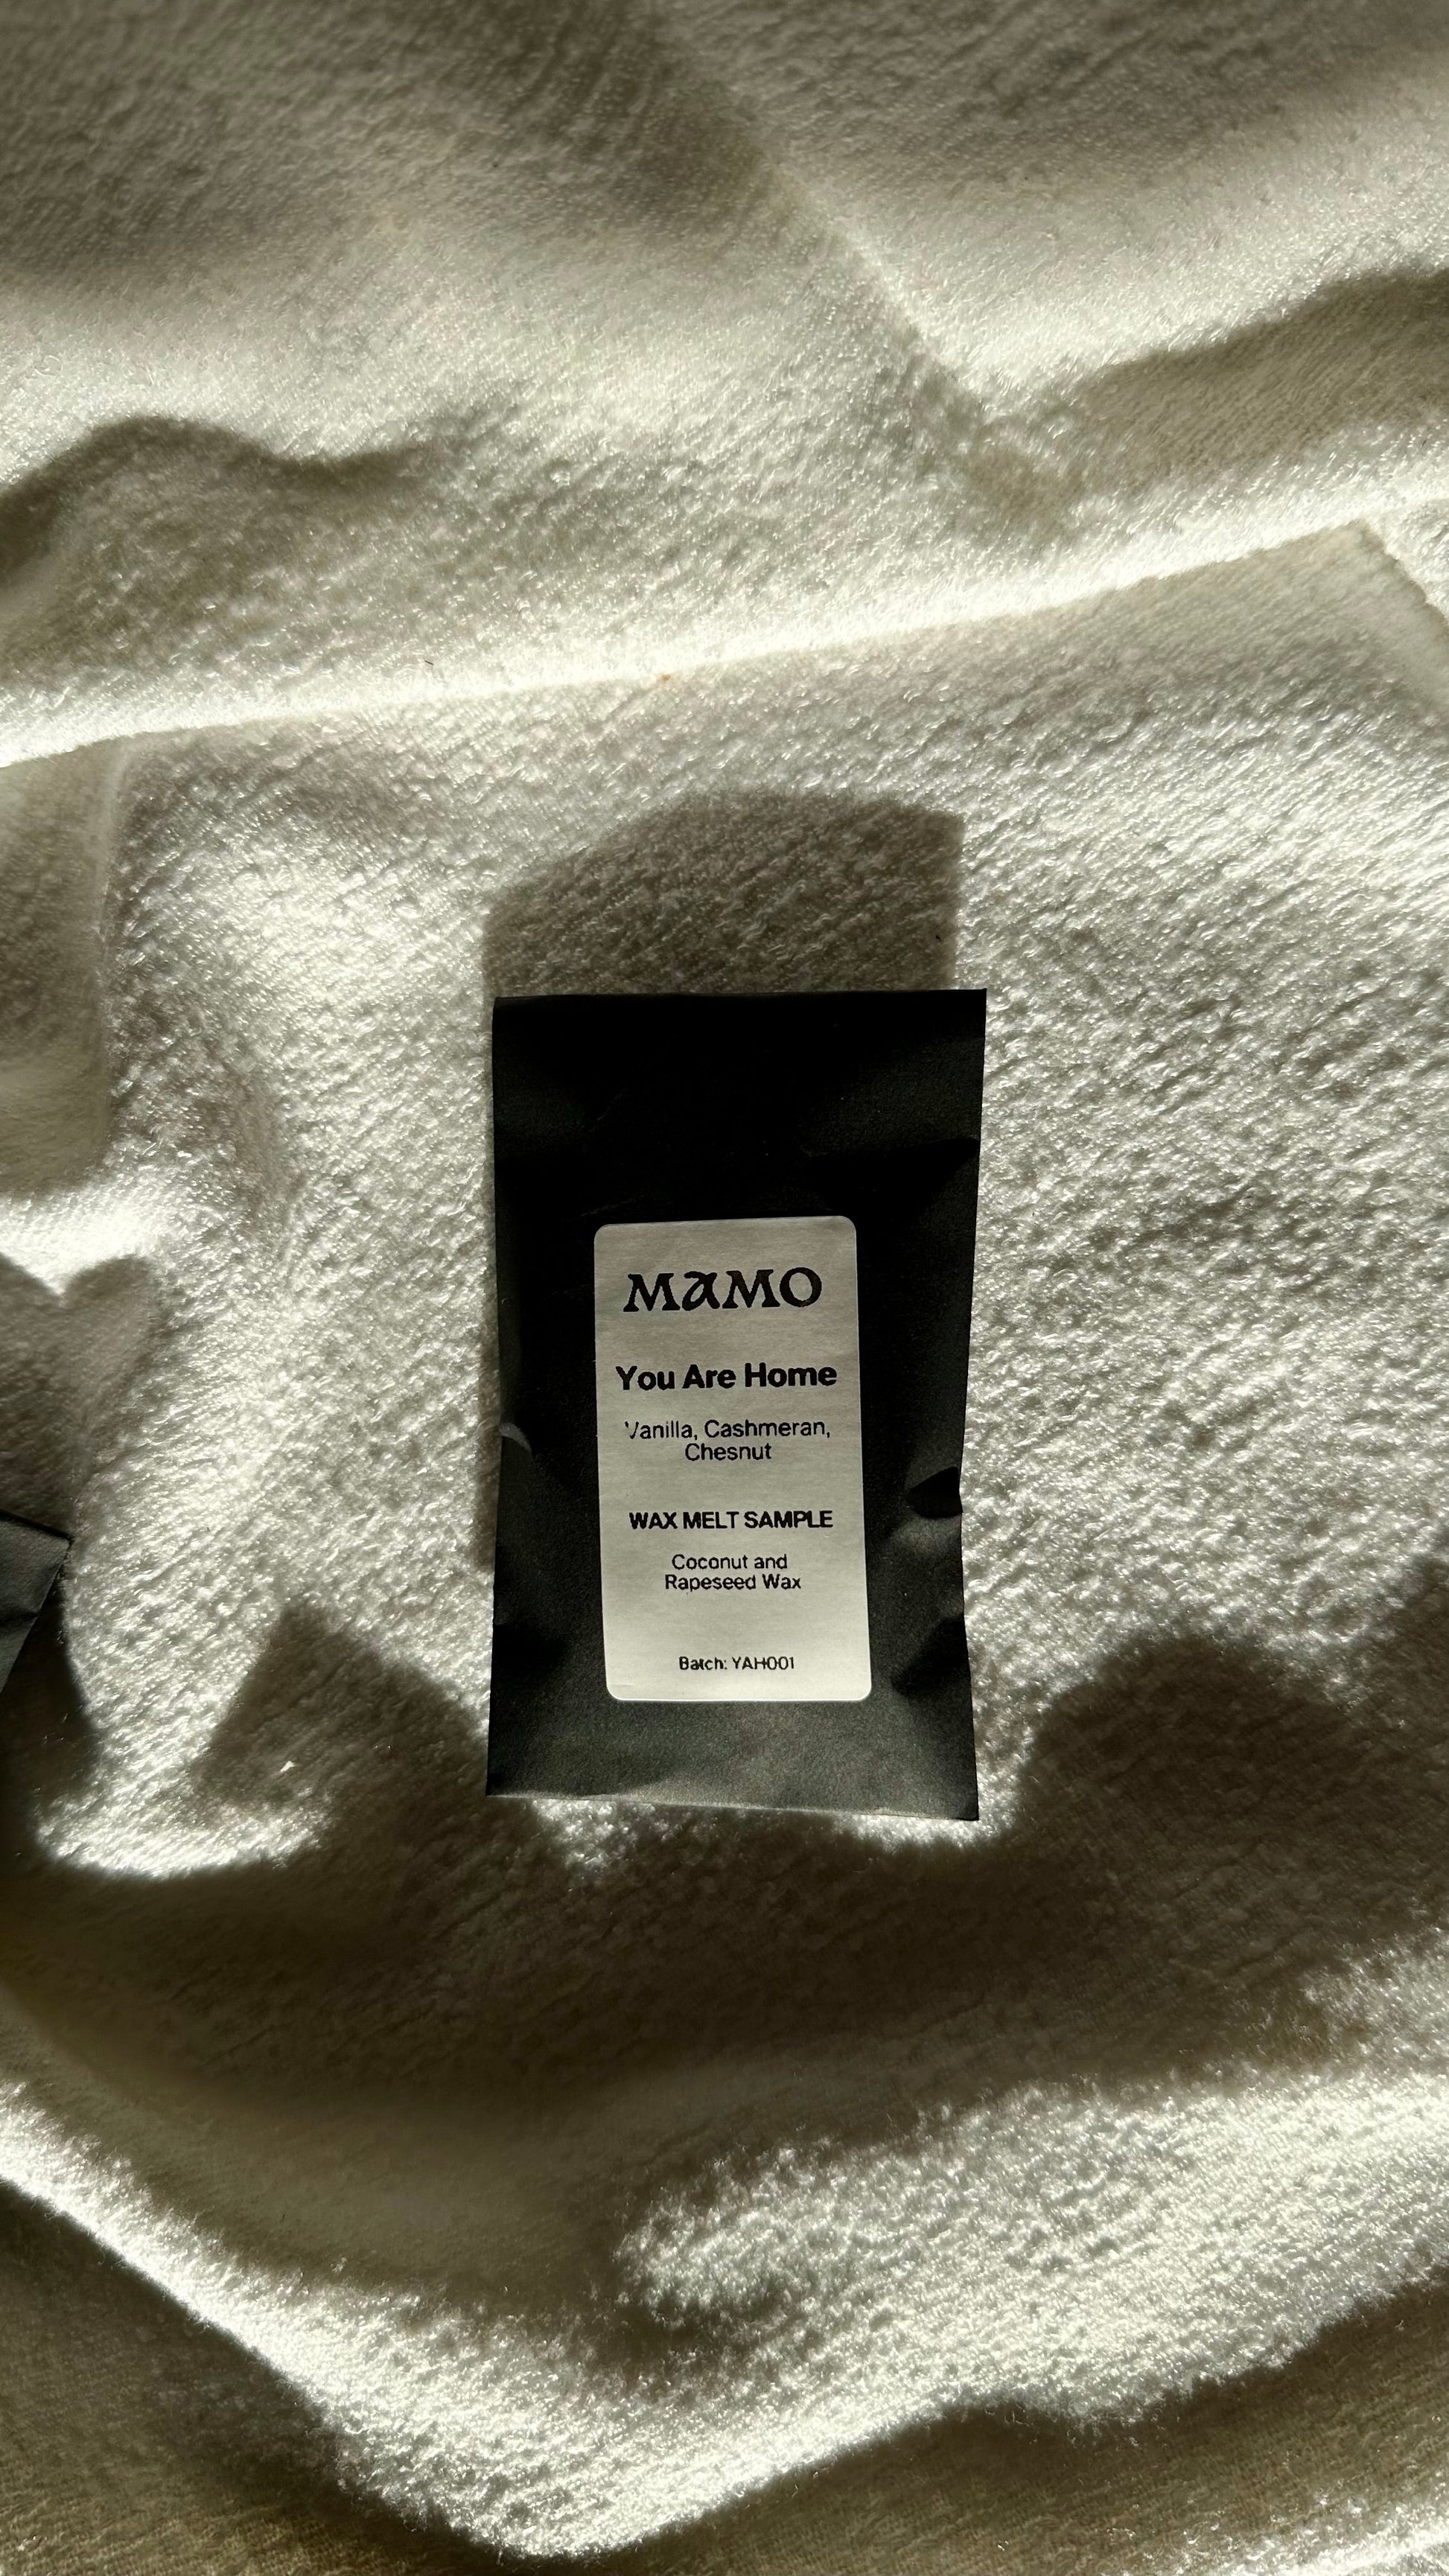 MAMO
You Are Home
Vanilla, Cashmeran,
Chesnut
WAX MELT SAMPLE
Coconut and
Rapeseed Wax
Batch: YAH001